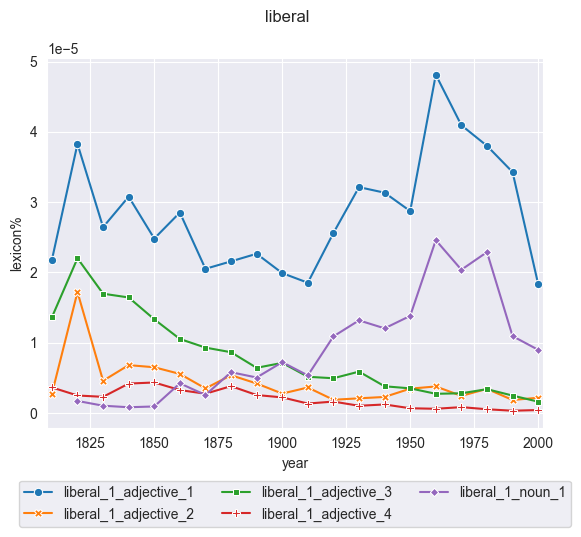 liberal
1e−5
5
4
3
2
1
0
lexicon%
1825 1850 1875 1900 1925 1950 1975 2000
year
liberal_1_adjective_1 liberal_1_adjective_3 liberal_1_noun_1
liberal_1_adjective_2 liberal_1_adjective_4